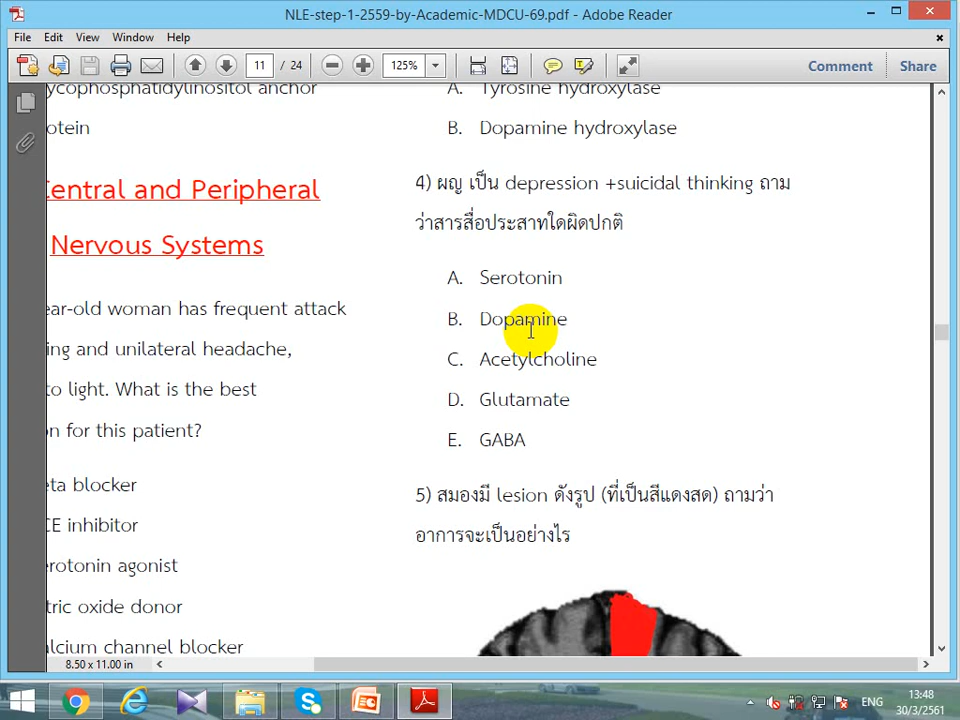 NLE-step-1-2559-by-Academic-MDCU-69.pdf - Adobe Reader
File Edit View Window Help
11 / 24 125% Comment Share
ycophosphatidylinositol anchor
otein
Central and Peripheral
Nervous Systems
ear-old woman has frequent attack
ing and unilateral headache,
to light. What is the best
on for this patient?
eta blocker
CE inhibitor
erotonin agonist
tric oxide donor
lcium channel blocker
A. Tyrosine hydroxylase
B. Dopamine hydroxylase
4) ผญ เป็น depression +suicidal thinking ถาม
ว่าสารสื่อประสาทใดผิดปกติ
A. Serotonin
B. Dopamine
C. Acetylcholine
D. Glutamate
E. GABA
5) สมองมี lesion ดังรูป (ที่เป็นสีแดงสด) ถามว่า
อาการจะเป็นอย่างไร
8.50 x 11.00 in
ENG
13:48
30/3/2561